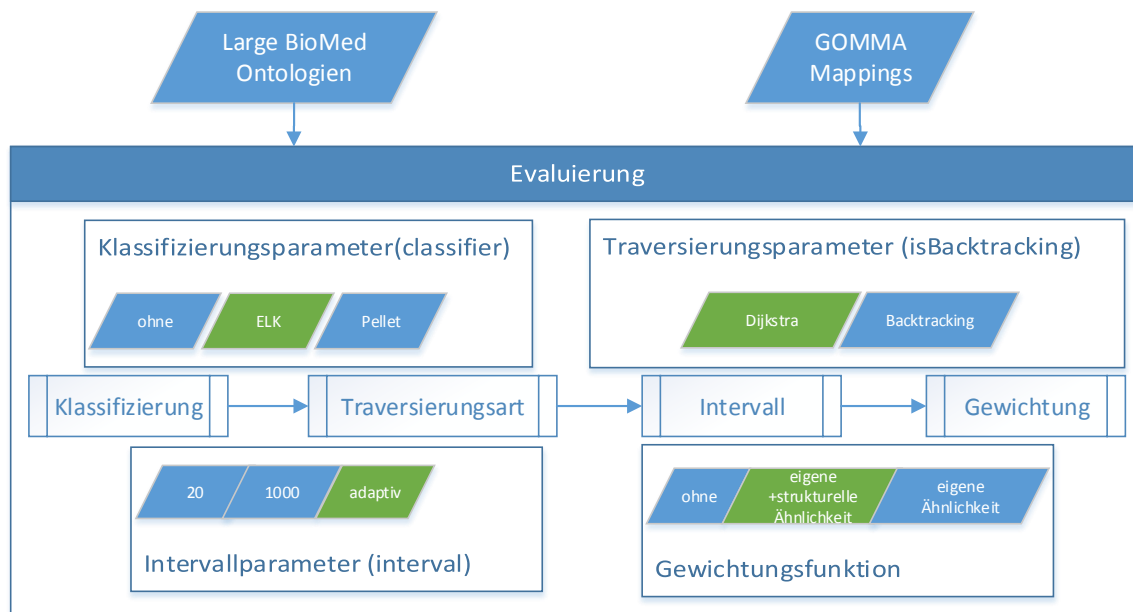 Large BioMed
Ontologien
GOMMA
Mappings
Evaluierung
Klassifizierungsparameter(classifier)
ohne
ELK
Pellet
Traversierungsparameter (isBacktracking)
Dijkstra
Backtracking
Klassifizierung
Traversierungsart
Intervall
Gewichtung
20
1000
adaptiv
Intervallparameter (interval)
ohne
eigene
+strukturelle
Ähnlichkeit
eigene
Ähnlichkeit
Gewichtungsfunktion